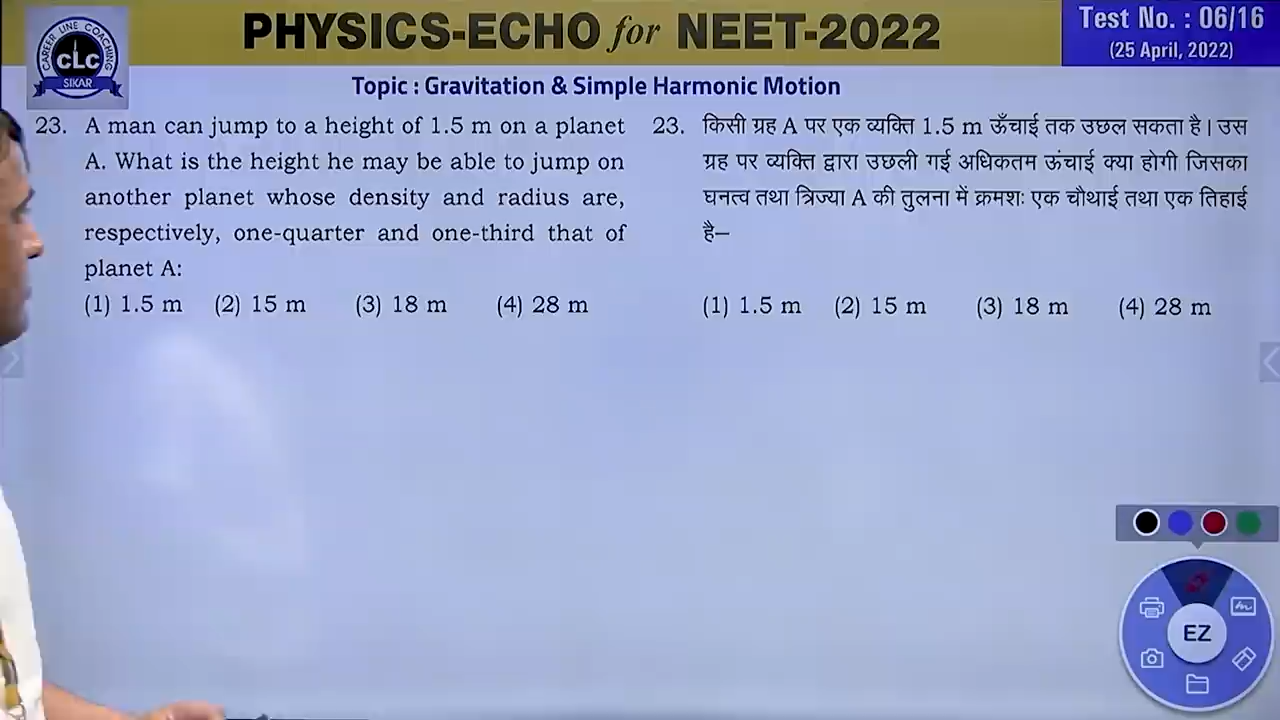 CAREER LINE COACHING
CLC
SIKAR
PHYSICS-ECHO for NEET-2022
Test No. : 06/16
(25 April, 2022)
Topic : Gravitation & Simple Harmonic Motion
23. A man can jump to a height of 1.5 m on a planet
A. What is the height he may be able to jump on
another planet whose density and radius are,
respectively, one-quarter and one-third that of
planet A:
(1) 1.5 m (2) 15 m (3) 18 m (4) 28 m
23. किसी ग्रह A पर एक व्यक्ति 1.5 m ऊँचाई तक उछल सकता है। उस
ग्रह पर व्यक्ति द्वारा उछली गई अधिकतम ऊंचाई क्या होगी जिसका
घनत्व तथा त्रिज्या A की तुलना में क्रमशः एक चौथाई तथा एक तिहाई
है–
(1) 1.5 m (2) 15 m (3) 18 m (4) 28 m
EZ